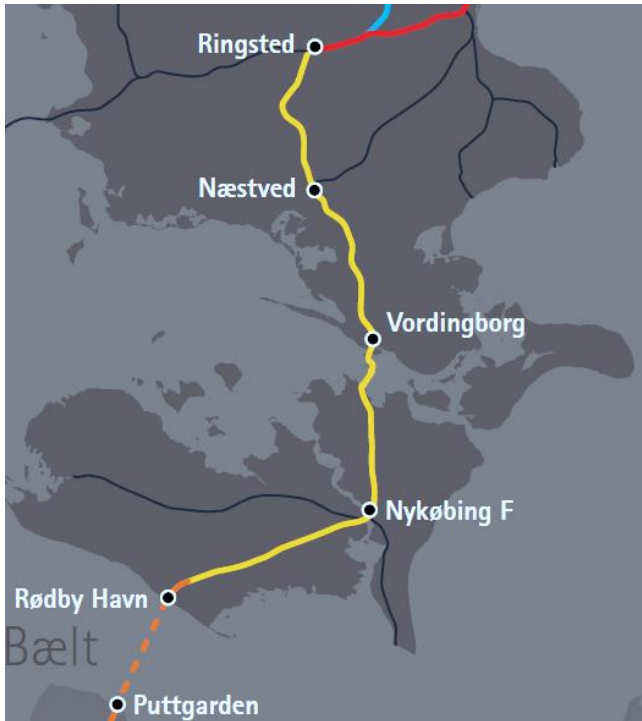 Ringsted
Næstved
Vordingborg
Nykøbing F
Rødby Havn
Bælt
Puttgarden